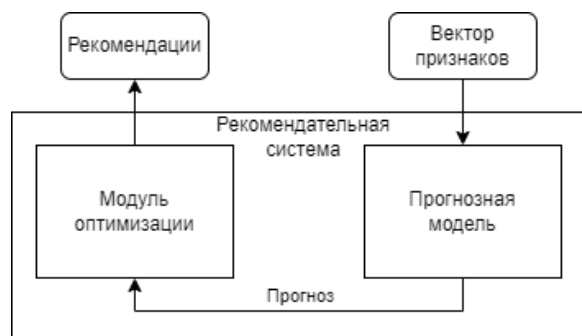 Рекомендации
Вектор
признаков
Рекомендательная
система
Модуль
оптимизации
Прогнозная
модель
Прогноз